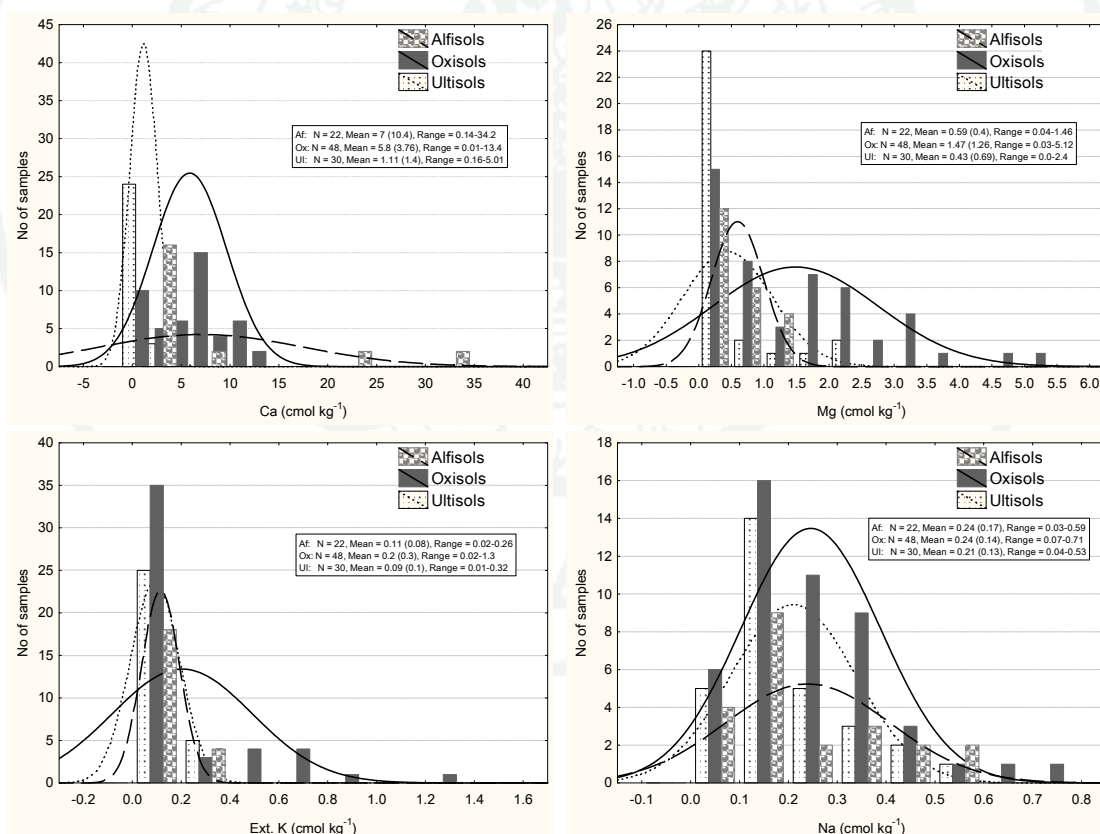 45
40
35
30
25
20
15
10
5
0
No of samples
Alfisols
Oxisols
Ultisols
Af: N = 22, Mean = 7 (10.4), Range = 0.14-34.2
Ox: N = 48, Mean = 5.8 (3.76), Range = 0.01-13.4
Ul: N = 30, Mean = 1.11 (1.4), Range = 0.16-5.01
-5 0 5 10 15 20 25 30 35 40
Ca (cmol kg⁻¹)
26
24
22
20
18
16
14
12
10
8
6
4
2
0
No of samples
Alfisols
Oxisols
Ultisols
Af: N = 22, Mean = 0.59 (0.4), Range = 0.04-1.46
Ox: N = 48, Mean = 1.47 (1.26, Range = 0.03-5.12
Ul: N = 30, Mean = 0.43 (0.69), Range = 0.0-2.4
-1.0 -0.5 0.0 0.5 1.0 1.5 2.0 2.5 3.0 3.5 4.0 4.5 5.0 5.5 6.0
Mg (cmol kg⁻¹)
40
35
30
25
20
15
10
5
0
No of samples
Alfisols
Oxisols
Ultisols
Af: N = 22, Mean = 0.11 (0.08), Range = 0.02-0.26
Ox: N = 48, Mean = 0.2 (0.3), Range = 0.02-1.3
Ul: N = 30, Mean = 0.09 (0.1), Range = 0.01-0.32
-0.2 0.0 0.2 0.4 0.6 0.8 1.0 1.2 1.4 1.6
Ext. K (cmol kg⁻¹)
18
16
14
12
10
8
6
4
2
0
No of samples
Alfisols
Oxisols
Ultisols
Af: N = 22, Mean = 0.24 (0.17), Range = 0.03-0.59
Ox: N = 48, Mean = 0.24 (0.14), Range = 0.07-0.71
Ul: N = 30, Mean = 0.21 (0.13), Range = 0.04-0.53
-0.1 0.0 0.1 0.2 0.3 0.4 0.5 0.6 0.7 0.8
Na (cmol kg⁻¹)